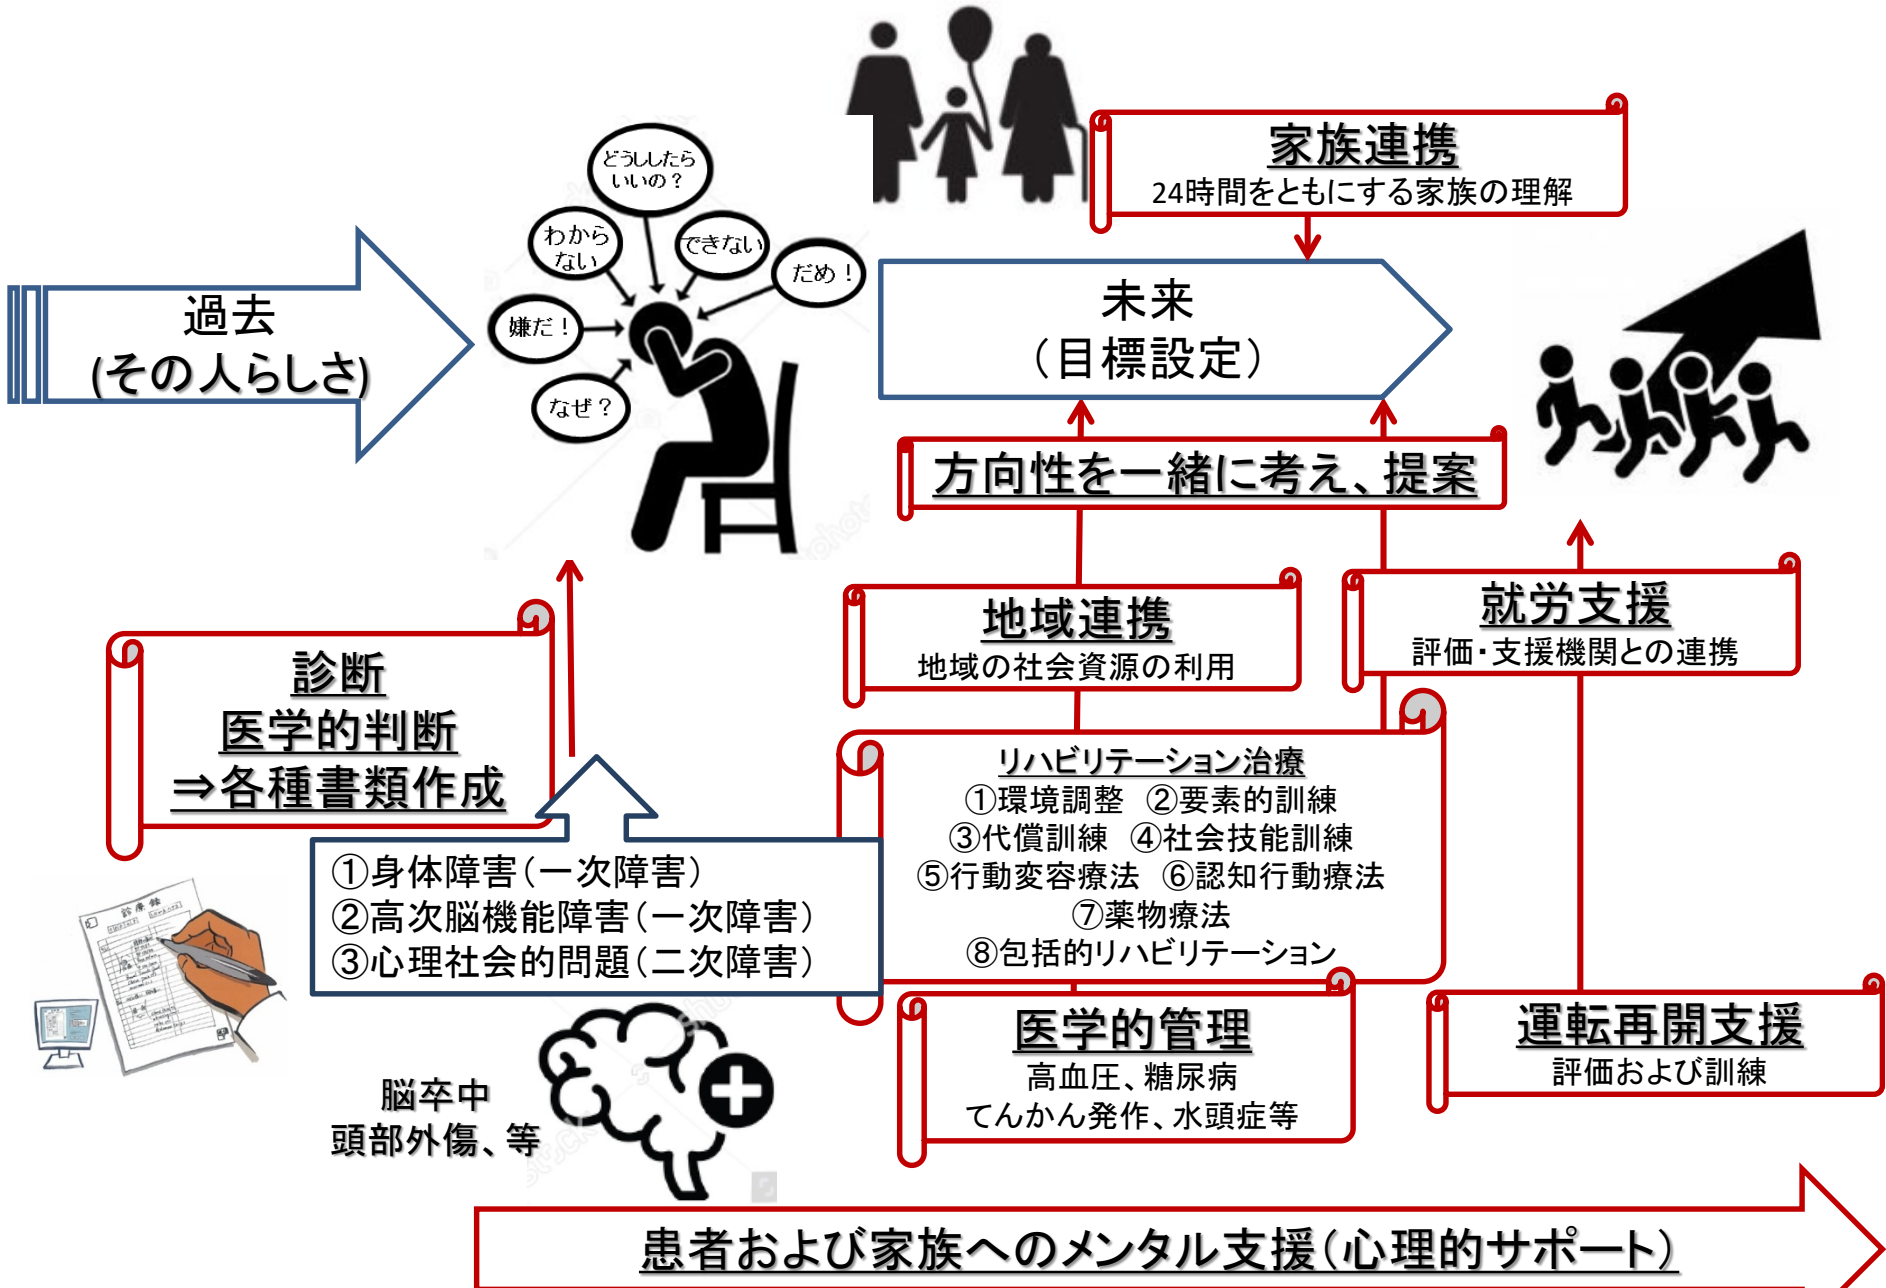 家族連携
24時間をともにする家族の理解
どうししたら
いいの？
わから
ない
できない
だめ！
嫌だ！
なぜ？
過去
(その人らしさ)
未来
（目標設定）
方向性を一緒に考え、提案
地域連携
地域の社会資源の利用
就労支援
評価・支援機関との連携
診断
医学的判断
⇒各種書類作成
リハビリテーション治療
①環境調整 ②要素的訓練
③代償訓練 ④社会技能訓練
⑤行動変容療法 ⑥認知行動療法
⑦薬物療法
⑧包括的リハビリテーション
①身体障害（一次障害）
②高次脳機能障害（一次障害）
③心理社会的問題（二次障害）
診療録
医学的管理
高血圧、糖尿病
てんかん発作、水頭症等
運転再開支援
評価および訓練
脳卒中
頭部外傷、等
患者および家族へのメンタル支援（心理的サポート）